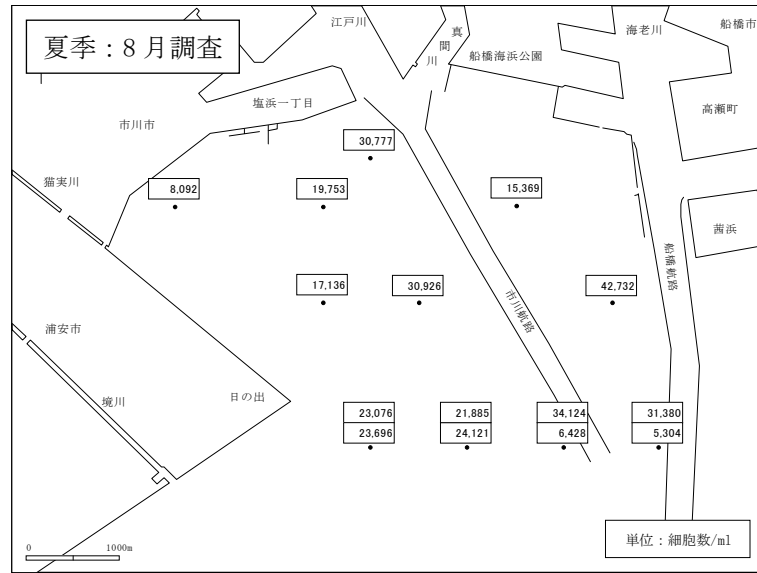 夏季：8月調査
江戸川
真間川
船橋海浜公園
海老川
船橋市
塩浜一丁目
高瀬町
市川市
30,777
猫実川
8,092
19,753
15,369
茜浜
船橋航路
17,136
30,926
42,732
市川航路
浦安市
境川
日の出
23,076
21,885
34,124
31,380
23,696
24,121
6,428
5,304
0
1000m
単位：細胞数/ml